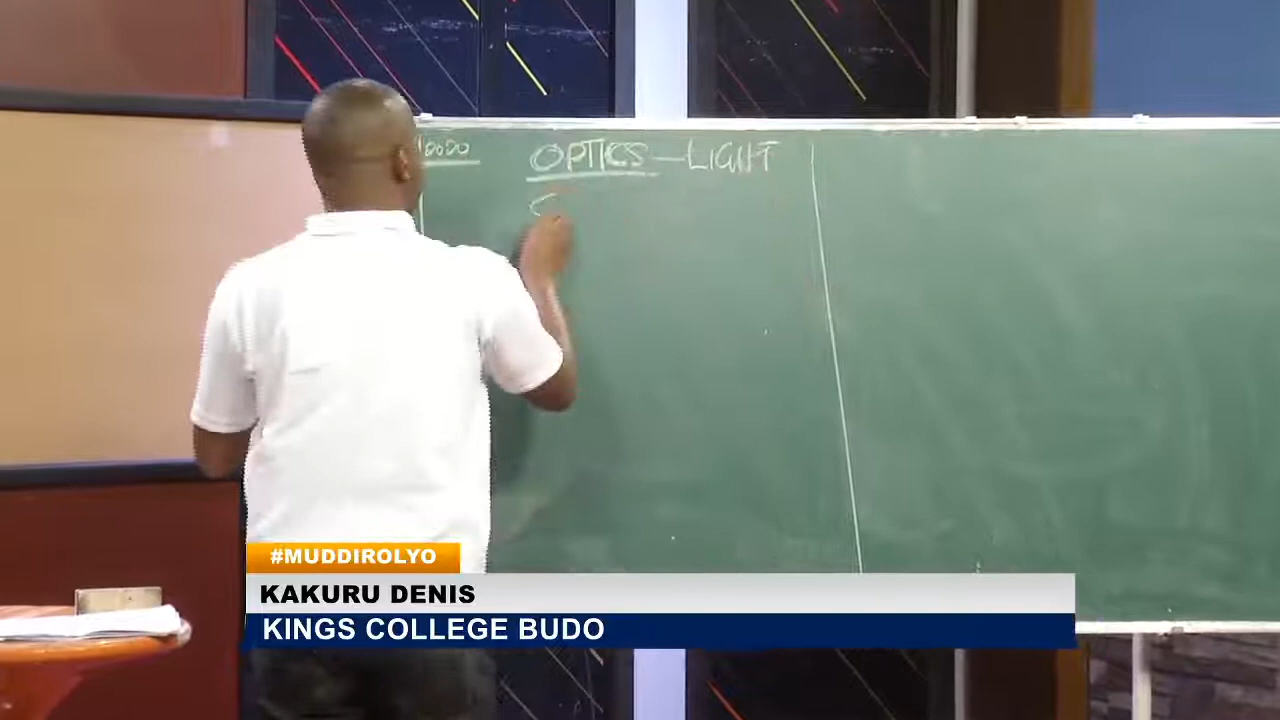 OPTICS — LIGHT
#MUDDIROLYO
KAKURU DENIS
KINGS COLLEGE BUDO